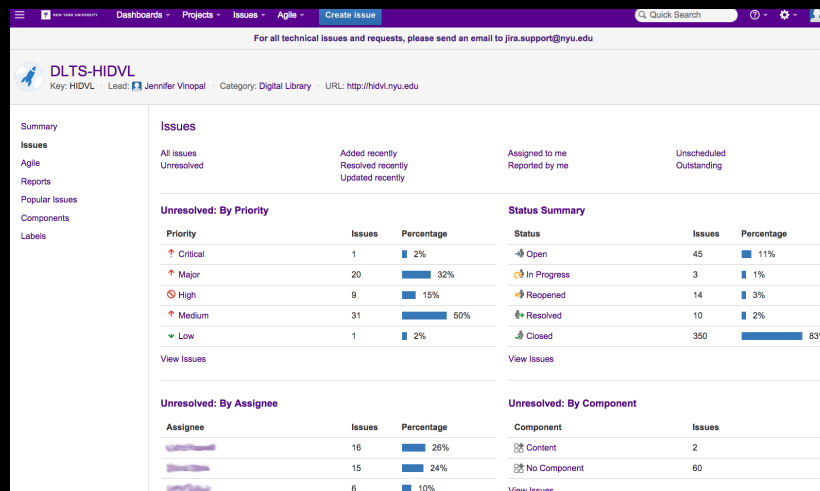 NEW YORK UNIVERSITY Dashboards Projects Issues Agile Create issue Quick Search
For all technical issues and requests, please send an email to jira.support@nyu.edu
DLTS-HIDVL
Key: HIDVL · Lead: Jennifer Vinopal · Category: Digital Library · URL: http://hidvl.nyu.edu
Summary
Issues
Agile
Reports
Popular Issues
Components
Labels
Issues
All issues Added recently Assigned to me Unscheduled
Unresolved Resolved recently Reported by me Outstanding
Updated recently
Unresolved: By Priority
Priority Issues Percentage
Critical 1 2%
Major 20 32%
High 9 15%
Medium 31 50%
Low 1 2%
View Issues
Status Summary
Status Issues Percentage
Open 45 11%
In Progress 3 1%
Reopened 14 3%
Resolved 10 2%
Closed 350 83%
View Issues
Unresolved: By Assignee
Assignee Issues Percentage
16 26%
15 24%
6 10%
Unresolved: By Component
Component Issues
Content 2
No Component 60
View Issues